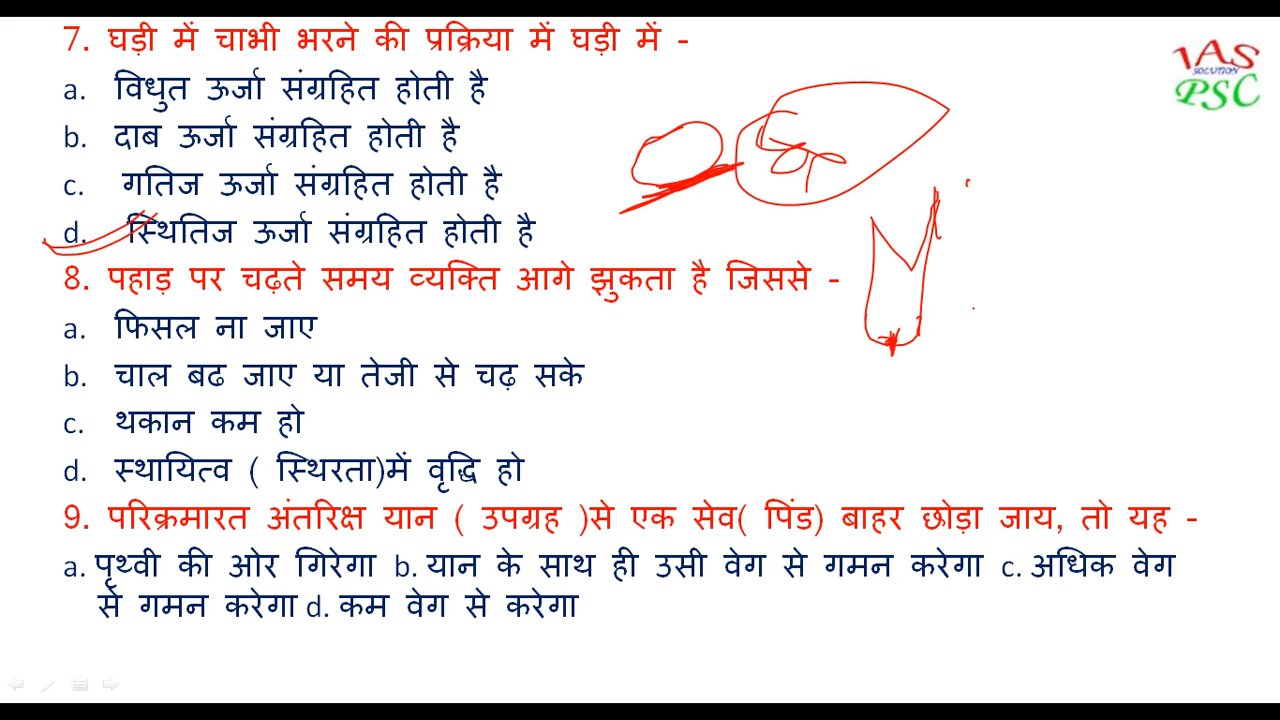 7. घड़ी में चाभी भरने की प्रक्रिया में घड़ी में -
a. विधुत ऊर्जा संग्रहित होती है
b. दाब ऊर्जा संग्रहित होती है
c. गतिज ऊर्जा संग्रहित होती है
d. स्थितिज ऊर्जा संग्रहित होती है
8. पहाड़ पर चढ़ते समय व्यक्ति आगे झुकता है जिससे -
a. फिसल ना जाए
b. चाल बढ जाए या तेजी से चढ़ सके
c. थकान कम हो
d. स्थायित्व ( स्थिरता)में वृद्धि हो
9. परिक्रमारत अंतरिक्ष यान ( उपग्रह )से एक सेव( पिंड) बाहर छोड़ा जाय, तो यह -
a. पृथ्वी की ओर गिरेगा b. यान के साथ ही उसी वेग से गमन करेगा c. अधिक वेग
से गमन करेगा d. कम वेग से करेगा
IAS
SOLUTION
PSC